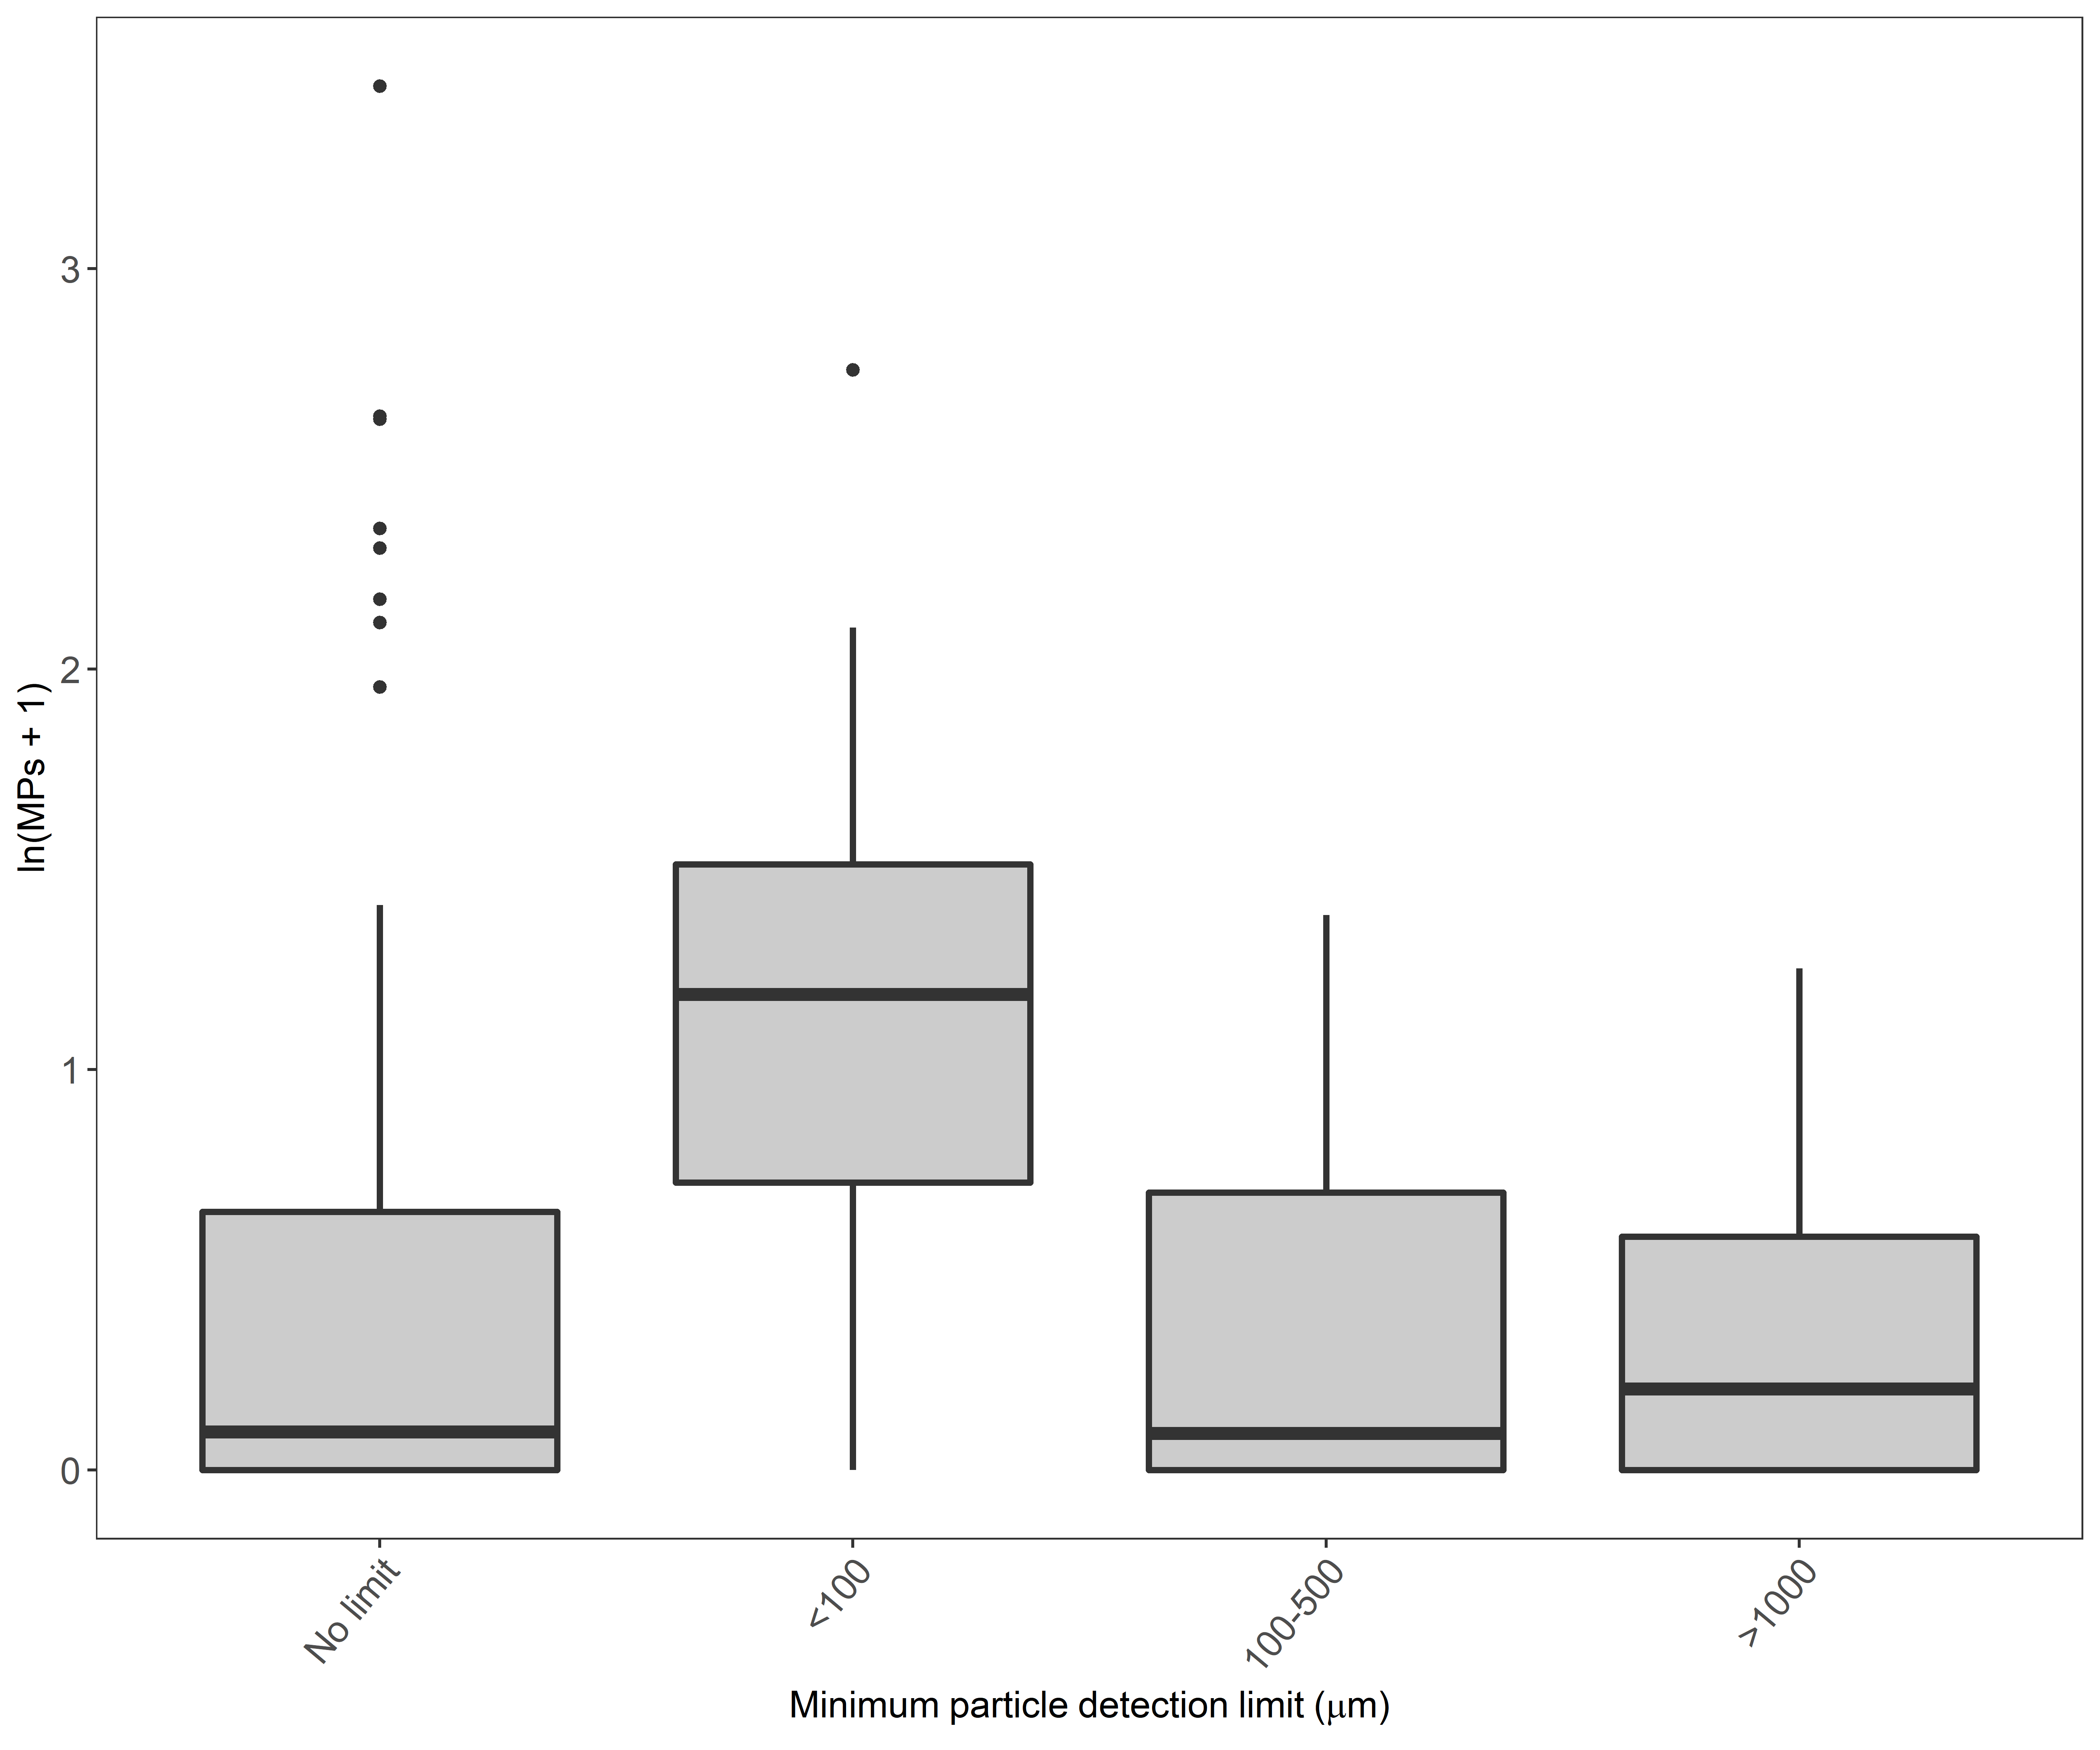 ln(MPs + 1)
3
2
1
0
No limit
<100
100-500
>1000
Minimum particle detection limit (μm)